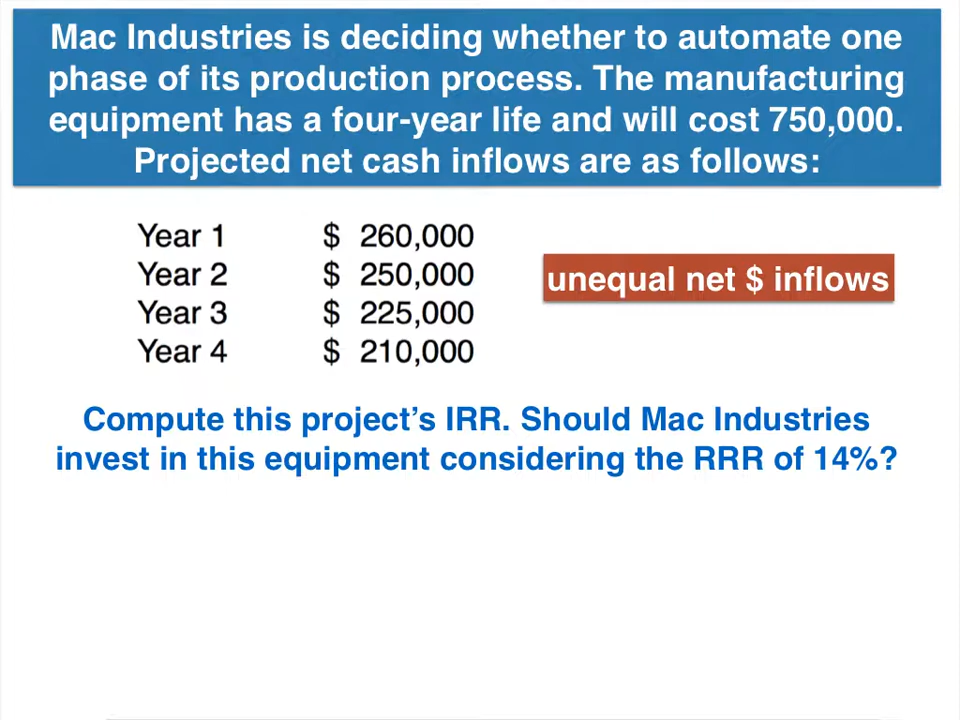 Mac Industries is deciding whether to automate one
phase of its production process. The manufacturing
equipment has a four-year life and will cost 750,000.
Projected net cash inflows are as follows:
Year 1 $ 260,000
Year 2 $ 250,000
unequal net $ inflows
Year 3 $ 225,000
Year 4 $ 210,000
Compute this project’s IRR. Should Mac Industries
invest in this equipment considering the RRR of 14%?